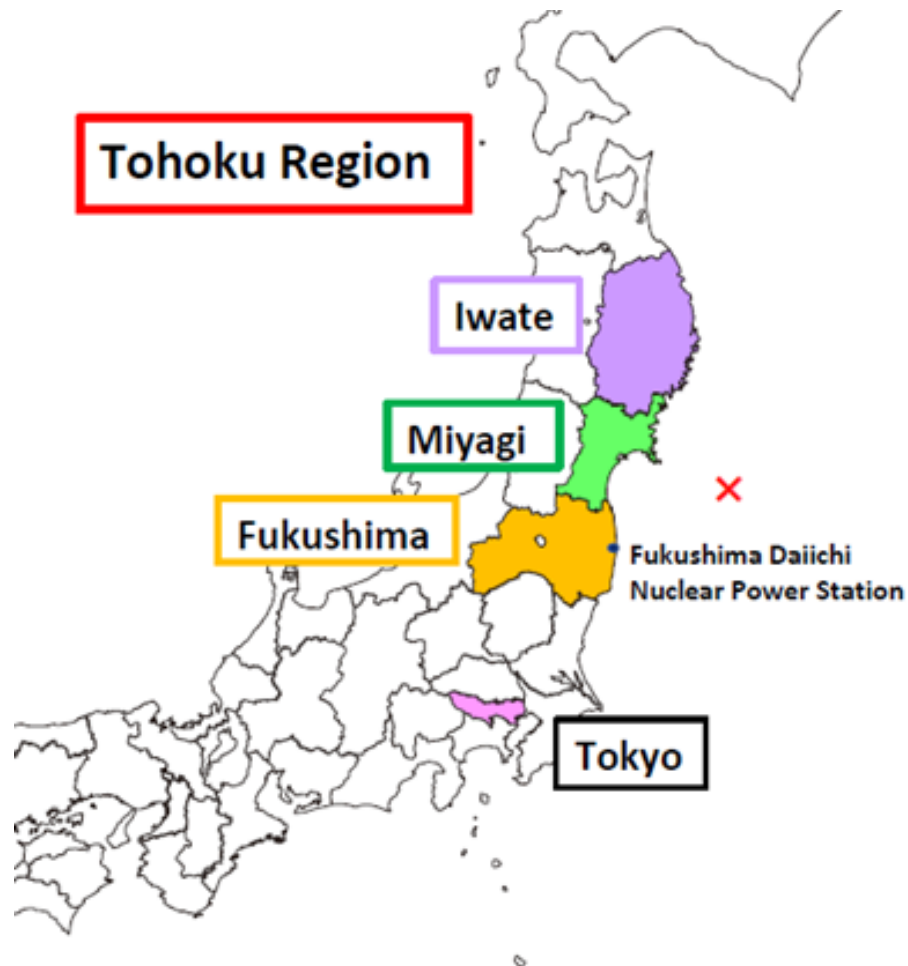 Tohoku Region
Iwate
Miyagi
Fukushima
Fukushima Daiichi
Nuclear Power Station
Tokyo